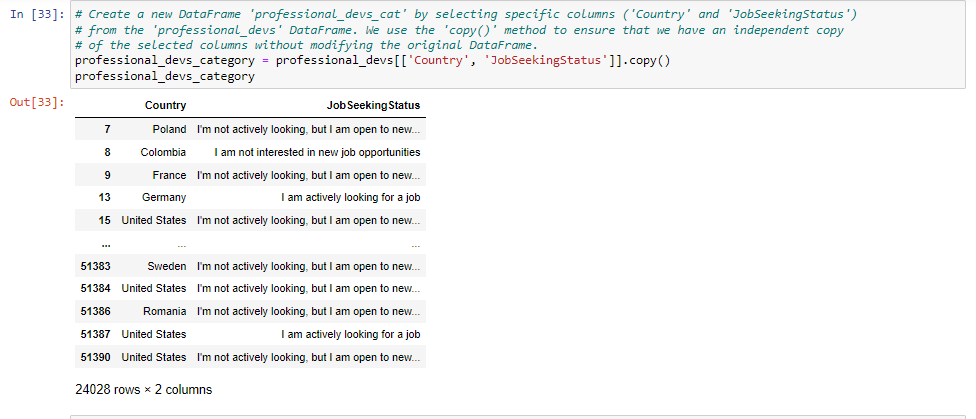 In [33]: # Create a new DataFrame 'professional_devs_cat' by selecting specific columns ('Country' and 'JobSeekingStatus')
# from the 'professional_devs' DataFrame. We use the 'copy()' method to ensure that we have an independent copy
# of the selected columns without modifying the original DataFrame.
professional_devs_category = professional_devs[['Country', 'JobSeekingStatus']].copy()
professional_devs_category
Out[33]:
Country JobSeekingStatus
7 Poland I'm not actively looking, but I am open to new...
8 Colombia I am not interested in new job opportunities
9 France I'm not actively looking, but I am open to new...
13 Germany I am actively looking for a job
15 United States I'm not actively looking, but I am open to new...
... ... ...
51383 Sweden I'm not actively looking, but I am open to new...
51384 United States I'm not actively looking, but I am open to new...
51386 Romania I'm not actively looking, but I am open to new...
51387 United States I am actively looking for a job
51390 United States I'm not actively looking, but I am open to new...
24028 rows × 2 columns